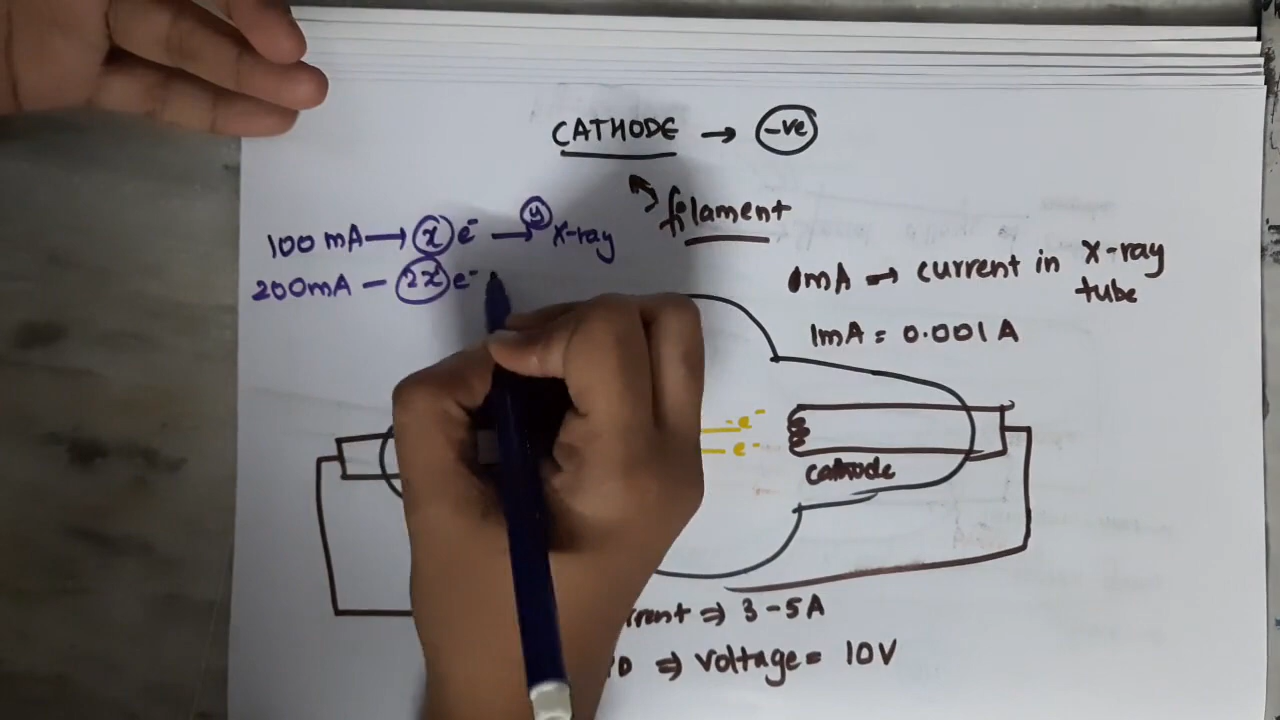 CATHODE → -ve
filament
100 mA → x e⁻ → y X-ray
200mA - 2x e⁻
1mA → current in X-ray
tube
1mA = 0.001 A
- e⁻
e⁻
cathode
⇒ 3-5A
⇒ voltage = 10V